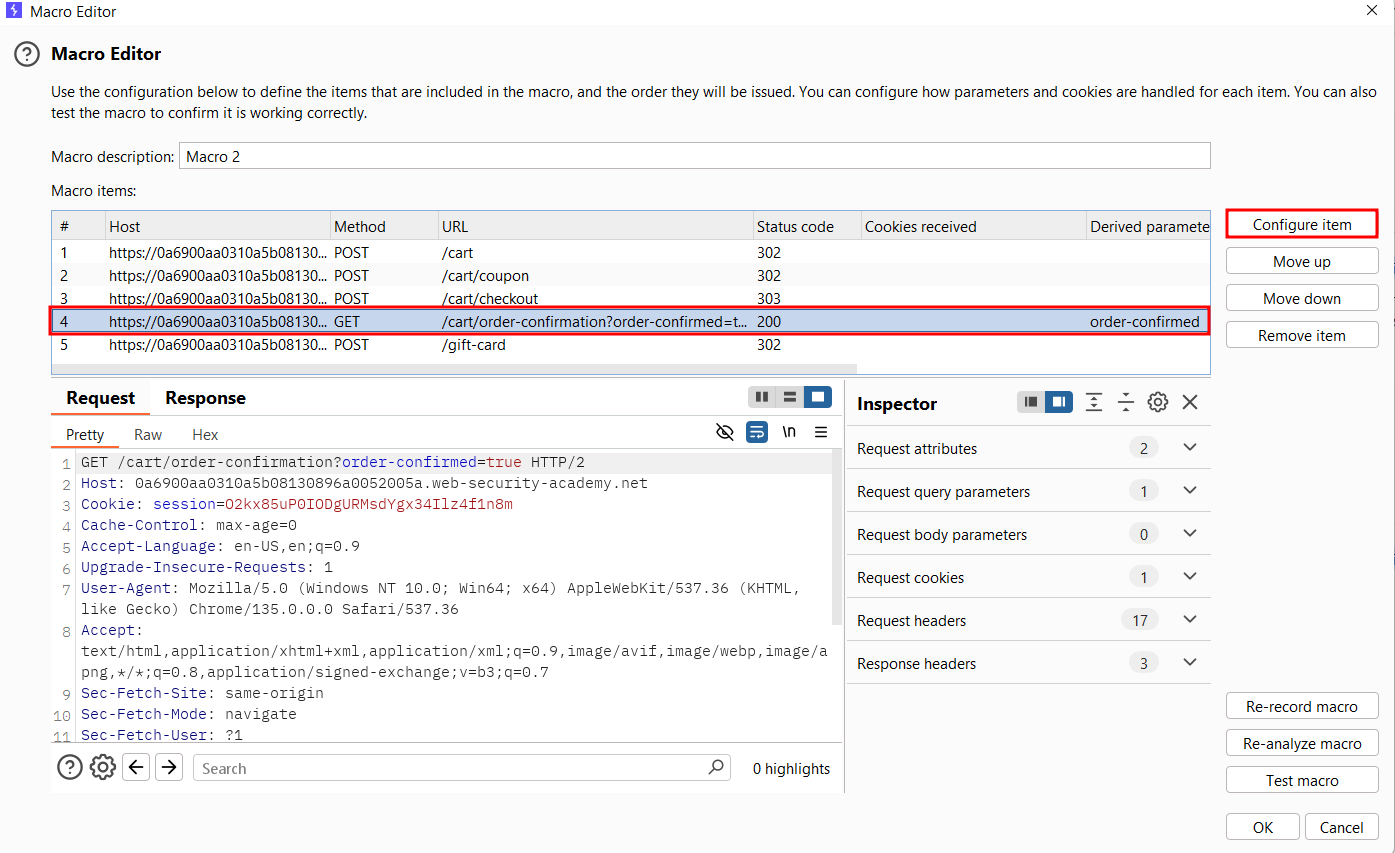 Macro Editor
Macro Editor
Use the configuration below to define the items that are included in the macro, and the order they will be issued. You can configure how parameters and cookies are handled for each item. You can also
test the macro to confirm it is working correctly.
Macro description: Macro 2
Macro items:
# Host Method URL Status code Cookies received Derived paramete
1 https://0a6900aa0310a5b08130... POST /cart 302
2 https://0a6900aa0310a5b08130... POST /cart/coupon 302
3 https://0a6900aa0310a5b08130... POST /cart/checkout 303
4 https://0a6900aa0310a5b08130... GET /cart/order-confirmation?order-confirmed=t... 200 order-confirmed
5 https://0a6900aa0310a5b08130... POST /gift-card 302
Configure item
Move up
Move down
Remove item
Request Response
Pretty Raw Hex \n
1 GET /cart/order-confirmation?order-confirmed=true HTTP/2
2 Host: 0a6900aa0310a5b08130896a0052005a.web-security-academy.net
3 Cookie: session=O2kx85uP0IODgURMsdYgx34Ilz4f1n8m
4 Cache-Control: max-age=0
5 Accept-Language: en-US,en;q=0.9
6 Upgrade-Insecure-Requests: 1
7 User-Agent: Mozilla/5.0 (Windows NT 10.0; Win64; x64) AppleWebKit/537.36 (KHTML,
like Gecko) Chrome/135.0.0.0 Safari/537.36
8 Accept:
text/html,application/xhtml+xml,application/xml;q=0.9,image/avif,image/webp,image/a
png,*/*;q=0.8,application/signed-exchange;v=b3;q=0.7
9 Sec-Fetch-Site: same-origin
10 Sec-Fetch-Mode: navigate
11 Sec-Fetch-User: ?1
Search
0 highlights
Inspector
Request attributes 2
Request query parameters 1
Request body parameters 0
Request cookies 1
Request headers 17
Response headers 3
Re-record macro
Re-analyze macro
Test macro
OK Cancel